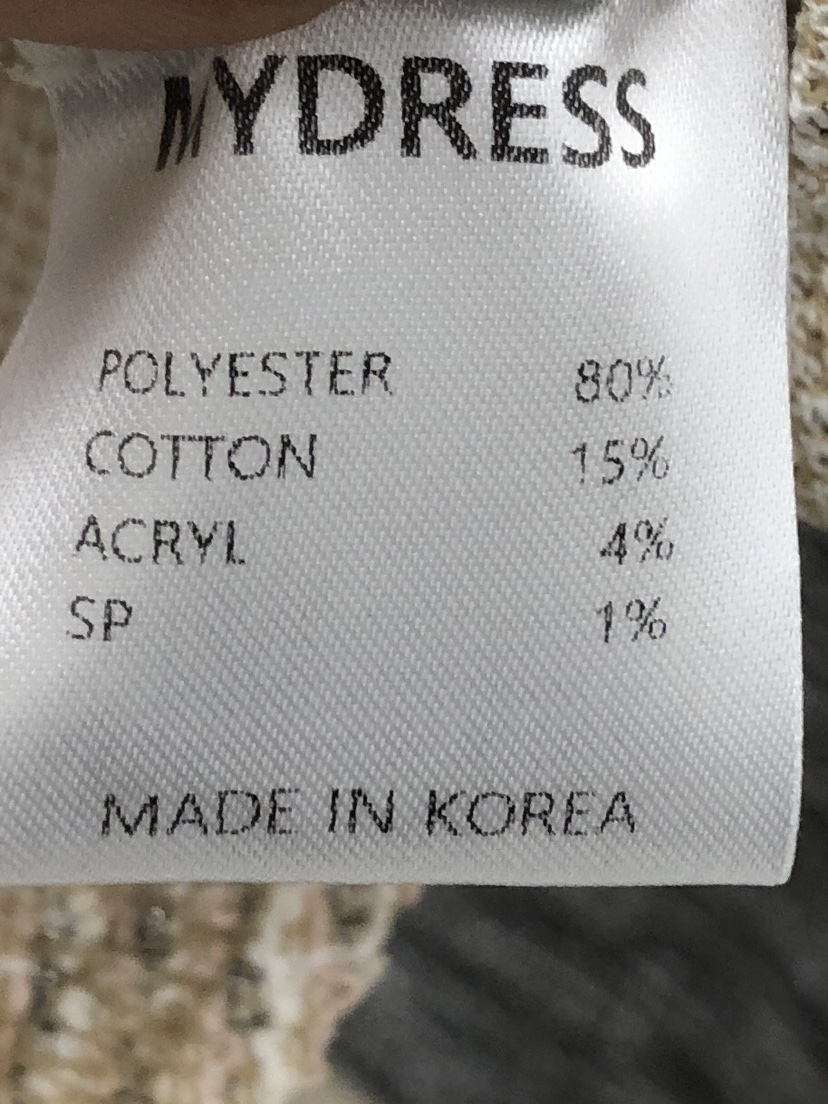 MYDRESS
POLYESTER 80%
COTTON 15%
ACRYL 4%
SP 1%
MADE IN KOREA